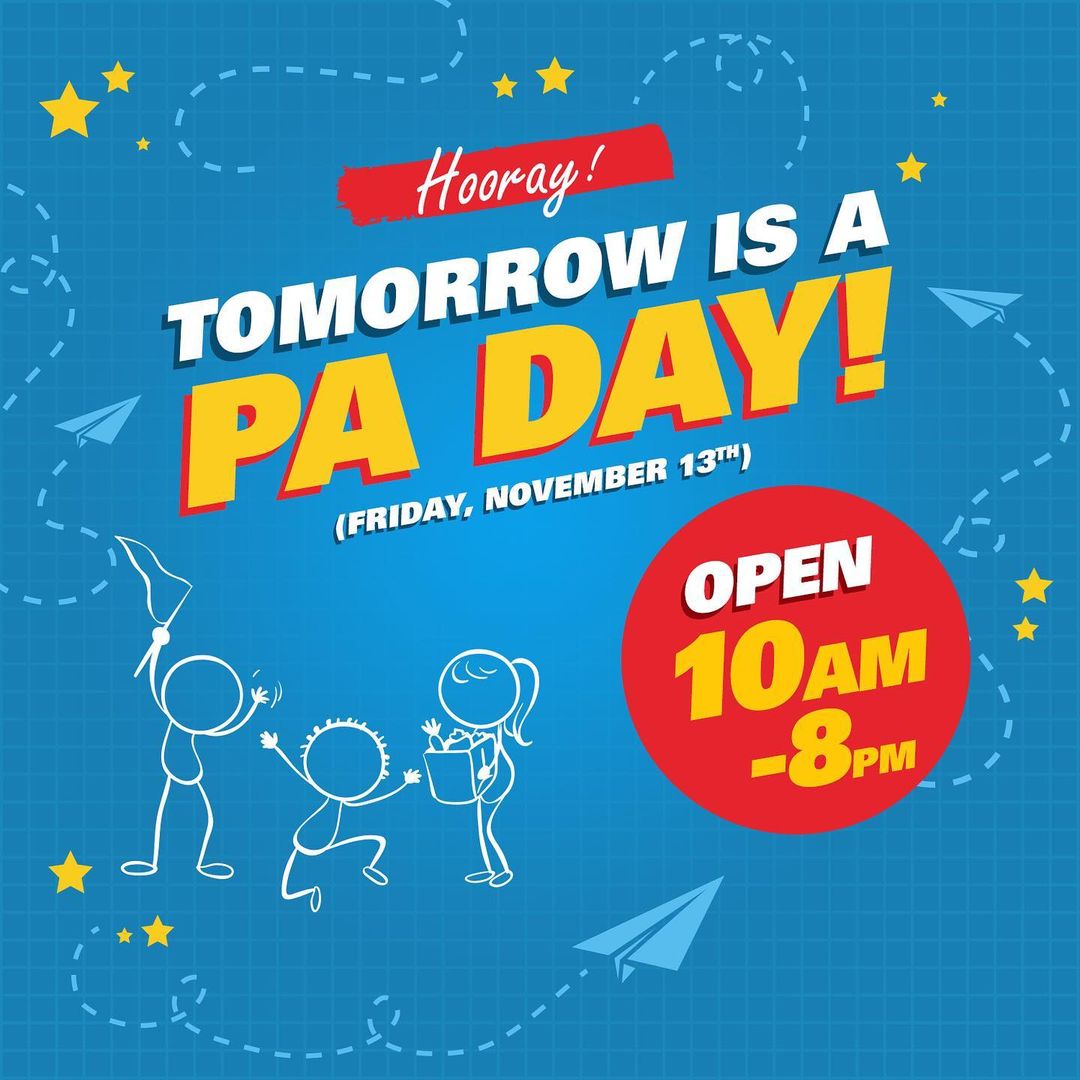 Hooray!
TOMORROW IS A
PA DAY!
(FRIDAY, NOVEMBER 13TH)
OPEN
10AM
-8PM